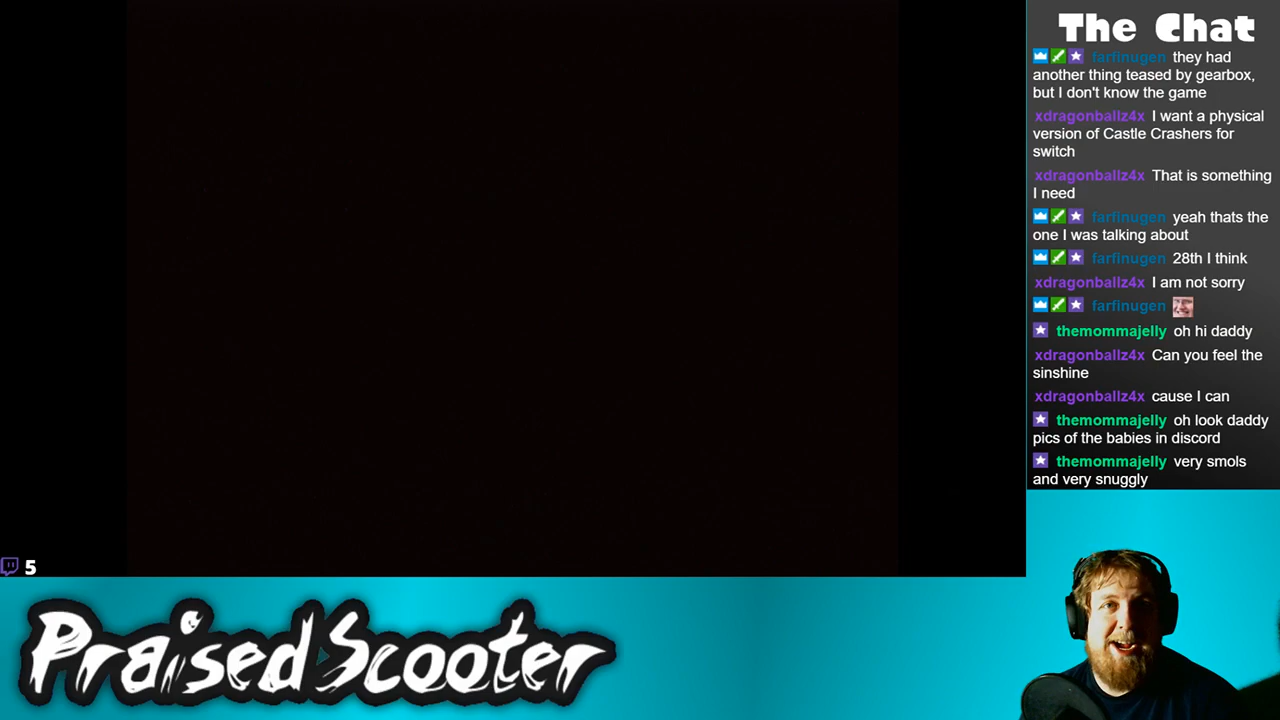 The Chat
farfinugen they had
another thing teased by gearbox,
but I don't know the game
xdragonballz4x I want a physical
version of Castle Crashers for
switch
xdragonballz4x That is something
I need
farfinugen yeah thats the
one I was talking about
farfinugen 28th I think
xdragonballz4x I am not sorry
farfinugen
themommajelly oh hi daddy
xdragonballz4x Can you feel the
sinshine
xdragonballz4x cause I can
themommajelly oh look daddy
pics of the babies in discord
themommajelly very smols
and very snuggly
5
PraisedScooter